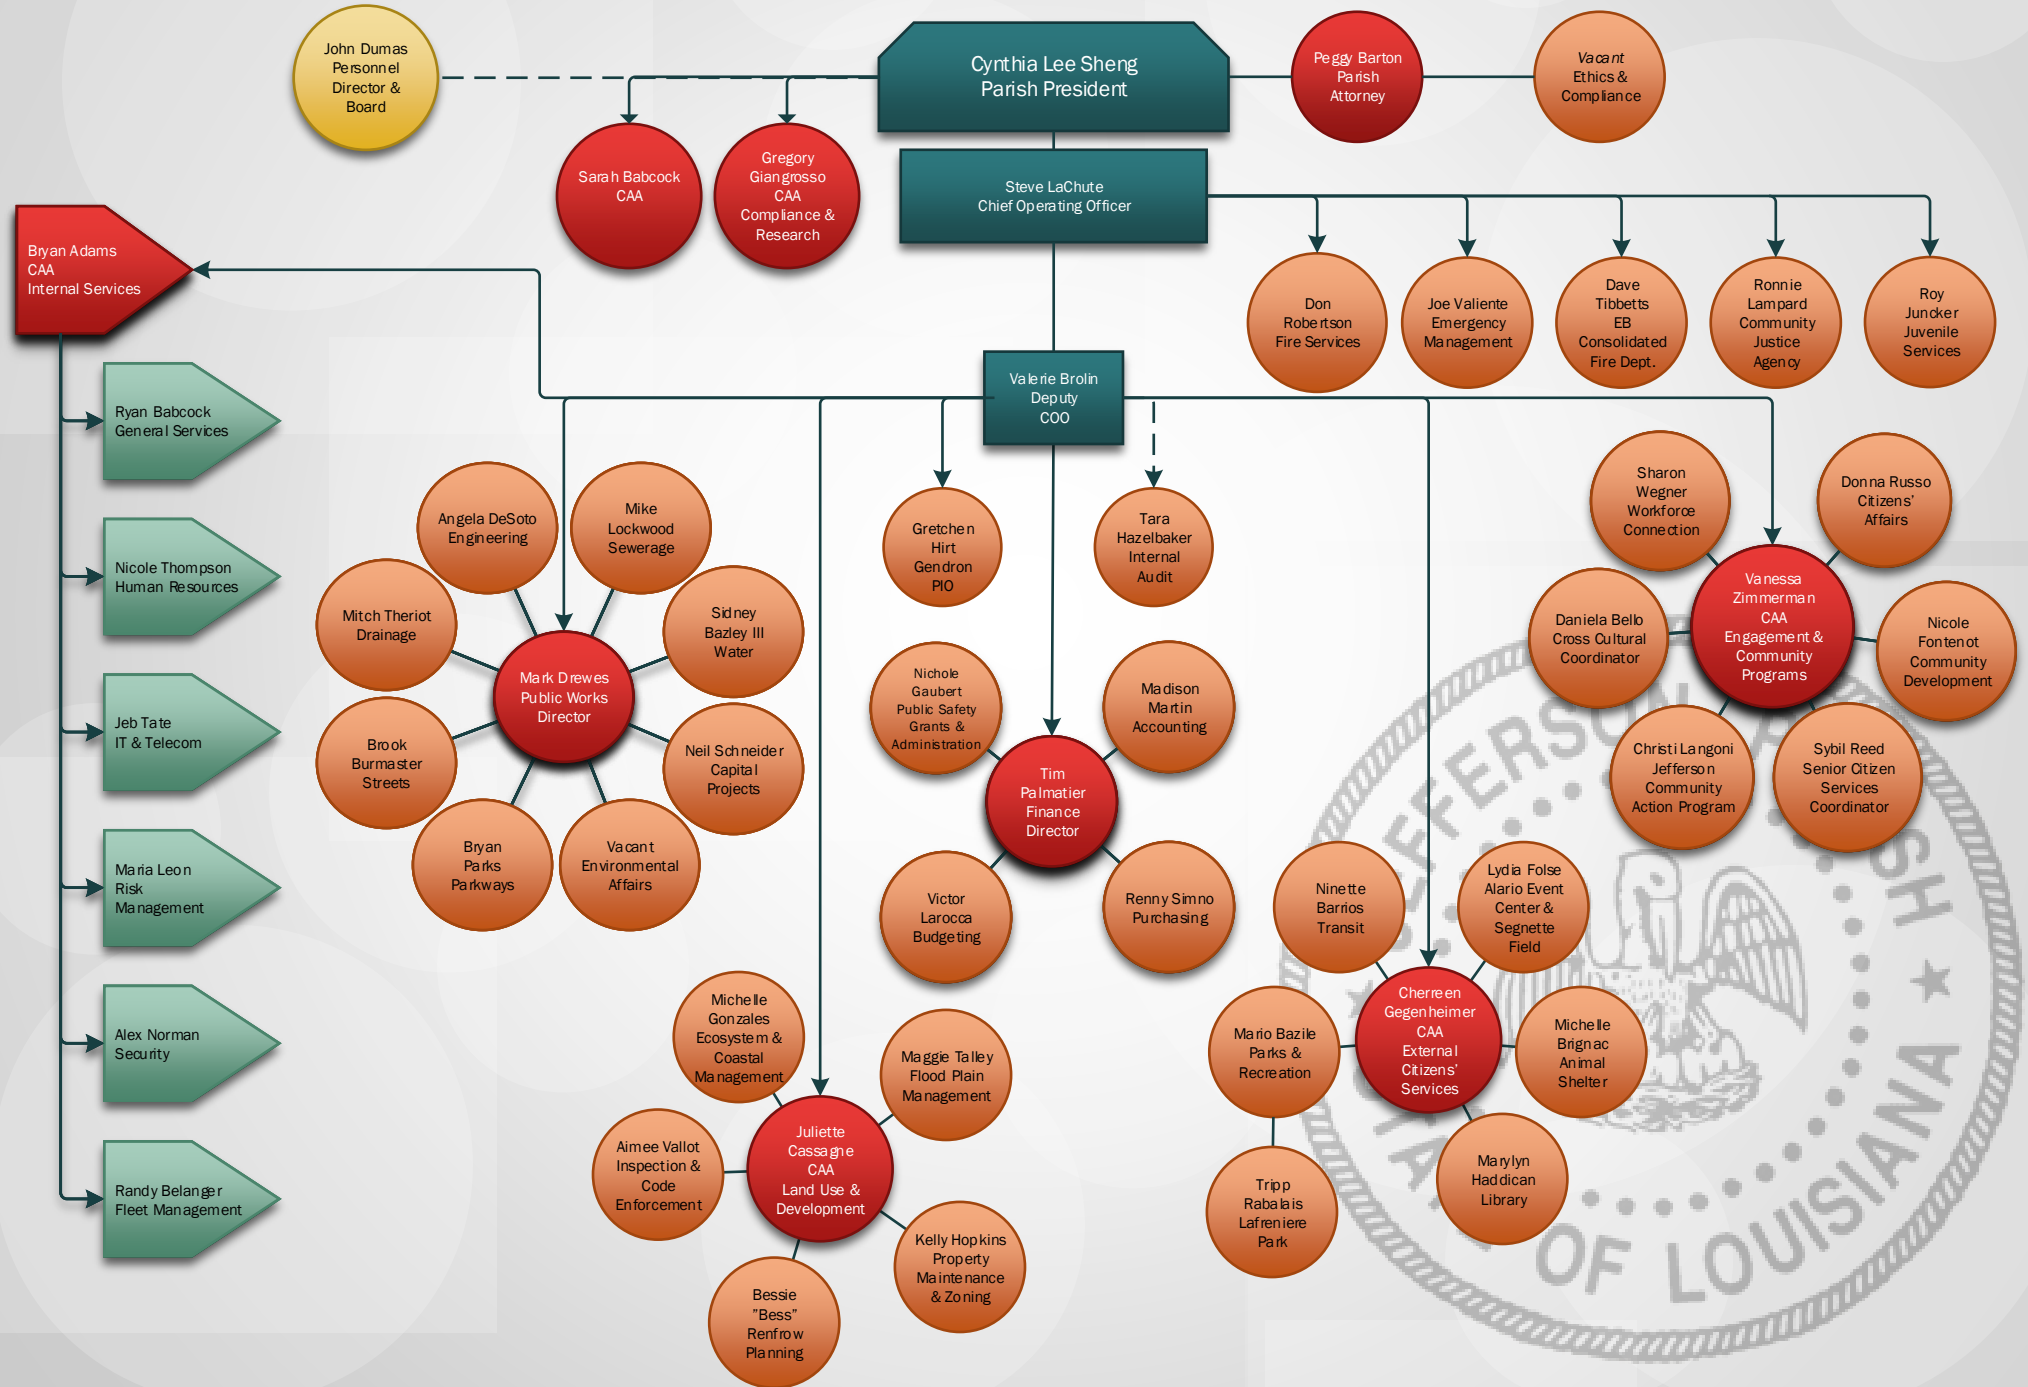 John Dumas
Personnel
Director &
Board
Cynthia Lee Sheng
Parish President
Peggy Barton
Parish
Attorney
Vacant
Ethics &
Compliance
Sarah Babcock
CAA
Gregory
Giangrosso
CAA
Compliance &
Research
Steve LaChute
Chief Operating Officer
Bryan Adams
CAA
Internal Services
Don
Robertson
Fire Services
Joe Valiente
Emergency
Management
Dave
Tibbetts
EB
Consolidated
Fire Dept.
Ronnie
Lampard
Community
Justice
Agency
Roy
Juncker
Juvenile
Services
Valerie Brolin
Deputy
COO
Ryan Babcock
General Services
Nicole Thompson
Human Resources
Jeb Tate
IT & Telecom
Maria Leon
Risk
Management
Alex Norman
Security
Randy Belanger
Fleet Management
Angela DeSoto
Engineering
Mike
Lockwood
Sewerage
Mitch Theriot
Drainage
Sidney
Bazley III
Water
Mark Drewes
Public Works
Director
Brook
Burmaster
Streets
Neil Schneider
Capital
Projects
Bryan
Parks
Parkways
Vacant
Environmental
Affairs
Gretchen
Hirt
Gendron
PIO
Tara
Hazelbaker
Internal
Audit
Nichole
Gaubert
Public Safety
Grants &
Administration
Madison
Martin
Accounting
Tim
Palmatier
Finance
Director
Victor
Larocca
Budgeting
Renny Simno
Purchasing
Sharon
Wegner
Workforce
Connection
Donna Russo
Citizens'
Affairs
Daniela Bello
Cross Cultural
Coordinator
Vanessa
Zimmerman
CAA
Engagement &
Community
Programs
Nicole
Fontenot
Community
Development
Christi Langoni
Jefferson
Community
Action Program
Sybil Reed
Senior Citizen
Services
Coordinator
Ninette
Barrios
Transit
Lydia Folse
Alario Event
Center &
Segnette
Field
Mario Bazile
Parks &
Recreation
Cherreen
Gegenheimer
CAA
External
Citizens'
Services
Michelle
Brignac
Animal
Shelter
Tripp
Rabalais
Lafreniere
Park
Marylyn
Haddican
Library
Michelle
Gonzales
Ecosystem &
Coastal
Management
Maggie Talley
Flood Plain
Management
Aimee Vallot
Inspection &
Code
Enforcement
Juliette
Cassagne
CAA
Land Use &
Development
Kelly Hopkins
Property
Maintenance
& Zoning
Bessie
"Bess"
Renfrow
Planning
OF LOUISIANA